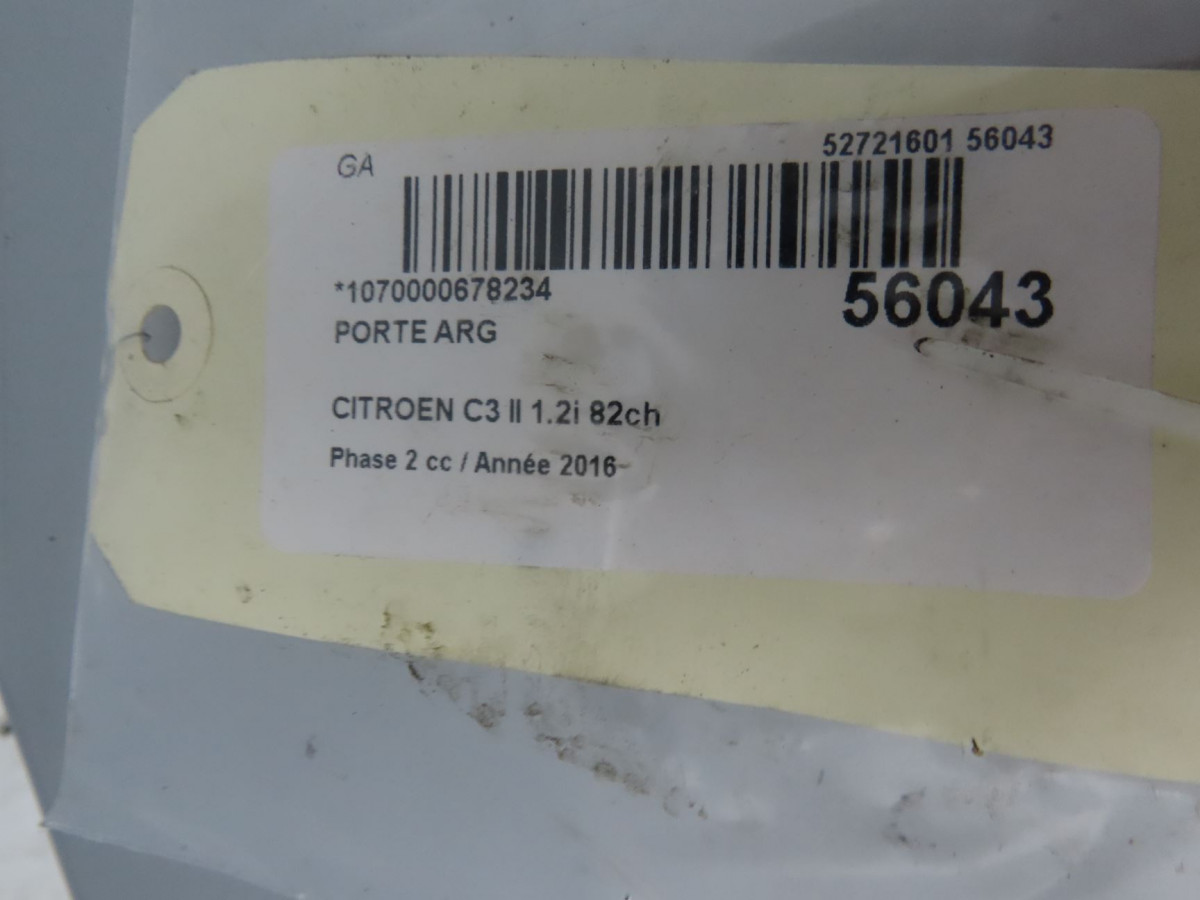 GA
52721601 56043
*1070000678234
56043
PORTE ARG
CITROEN C3 II 1.2i 82ch
Phase 2 cc / Année 2016-